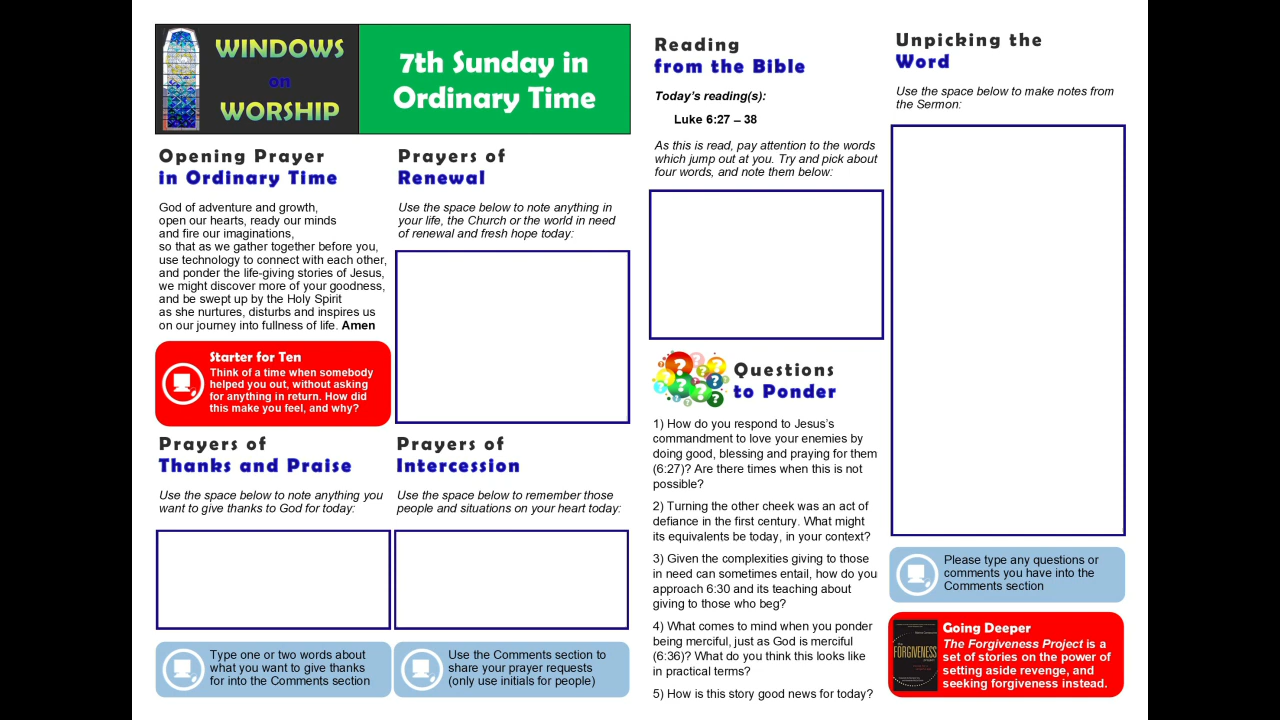 WINDOWS
on
WORSHIP
7th Sunday in
Ordinary Time
Opening Prayer
in Ordinary Time
God of adventure and growth,
open our hearts, ready our minds
and fire our imaginations,
so that as we gather together before you,
use technology to connect with each other,
and ponder the life-giving stories of Jesus,
we might discover more of your goodness,
and be swept up by the Holy Spirit
as she nurtures, disturbs and inspires us
on our journey into fullness of life. Amen
Starter for Ten
Think of a time when somebody
helped you out, without asking
for anything in return. How did
this make you feel, and why?
Prayers of
Renewal
Use the space below to note anything in
your life, the Church or the world in need
of renewal and fresh hope today:
Prayers of
Thanks and Praise
Use the space below to note anything you
want to give thanks to God for today:
Type one or two words about
what you want to give thanks
for into the Comments section
Prayers of
Intercession
Use the space below to remember those
people and situations on your heart today:
Use the Comments section to
share your prayer requests
(only use initials for people)
Reading
from the Bible
Today's reading(s):
Luke 6:27 – 38
As this is read, pay attention to the words
which jump out at you. Try and pick about
four words, and note them below:
Questions
to Ponder
1) How do you respond to Jesus's
commandment to love your enemies by
doing good, blessing and praying for them
(6:27)? Are there times when this is not
possible?
2) Turning the other cheek was an act of
defiance in the first century. What might
its equivalents be today, in your context?
3) Given the complexities giving to those
in need can sometimes entail, how do you
approach 6:30 and its teaching about
giving to those who beg?
4) What comes to mind when you ponder
being merciful, just as God is merciful
(6:36)? What do you think this looks like
in practical terms?
5) How is this story good news for today?
Unpicking the
Word
Use the space below to make notes from
the Sermon:
Please type any questions or
comments you have into the
Comments section
THE
FORGIVENESS
Going Deeper
The Forgiveness Project is a
set of stories on the power of
setting aside revenge, and
seeking forgiveness instead.